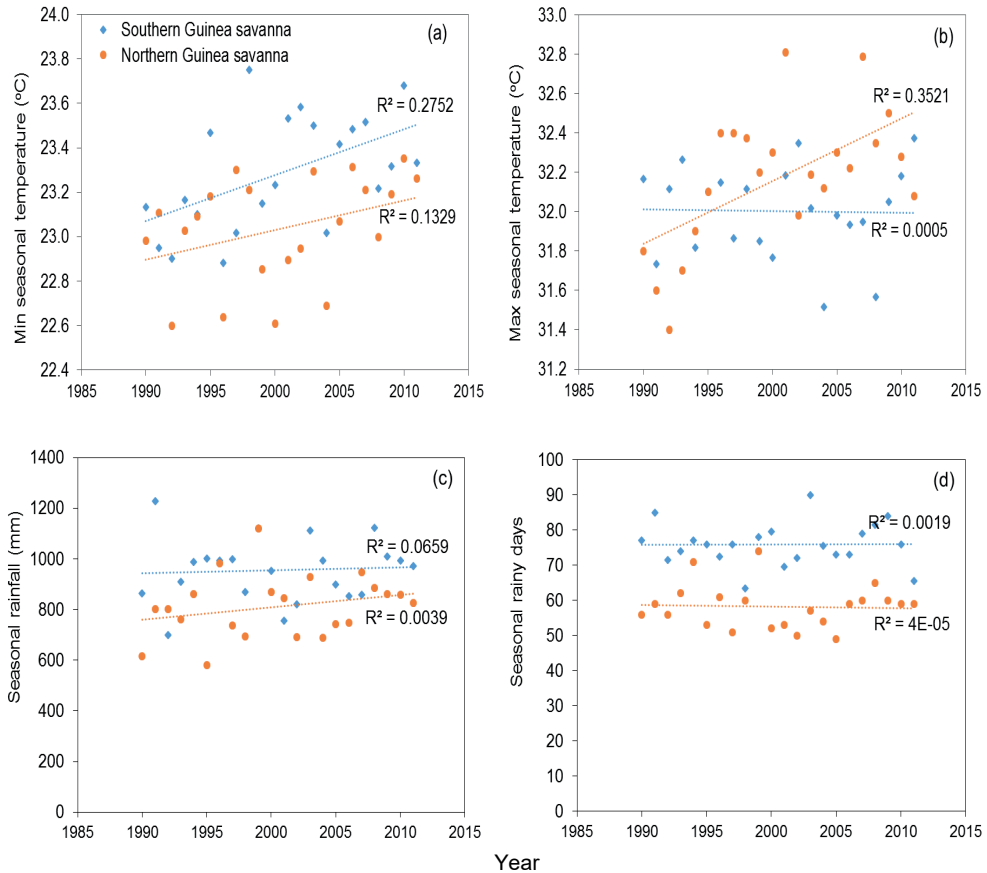 (a)
Southern Guinea savanna
Northern Guinea savanna
Min seasonal temperature (ºC)
24.0
23.8
23.6
23.4
23.2
23.0
22.8
22.6
22.4
R² = 0.2752
R² = 0.1329
1985 1990 1995 2000 2005 2010 2015
(b)
Max seasonal temperature (ºC)
33.0
32.8
32.6
32.4
32.2
32.0
31.8
31.6
31.4
31.2
R² = 0.3521
R² = 0.0005
1985 1990 1995 2000 2005 2010 2015
(c)
Seasonal rainfall (mm)
1400
1200
1000
800
600
400
200
0
R² = 0.0659
R² = 0.0039
1985 1990 1995 2000 2005 2010 2015
(d)
Seasonal rainy days
100
90
80
70
60
50
40
30
20
10
0
R² = 0.0019
R² = 4E-05
1985 1990 1995 2000 2005 2010 2015
Year